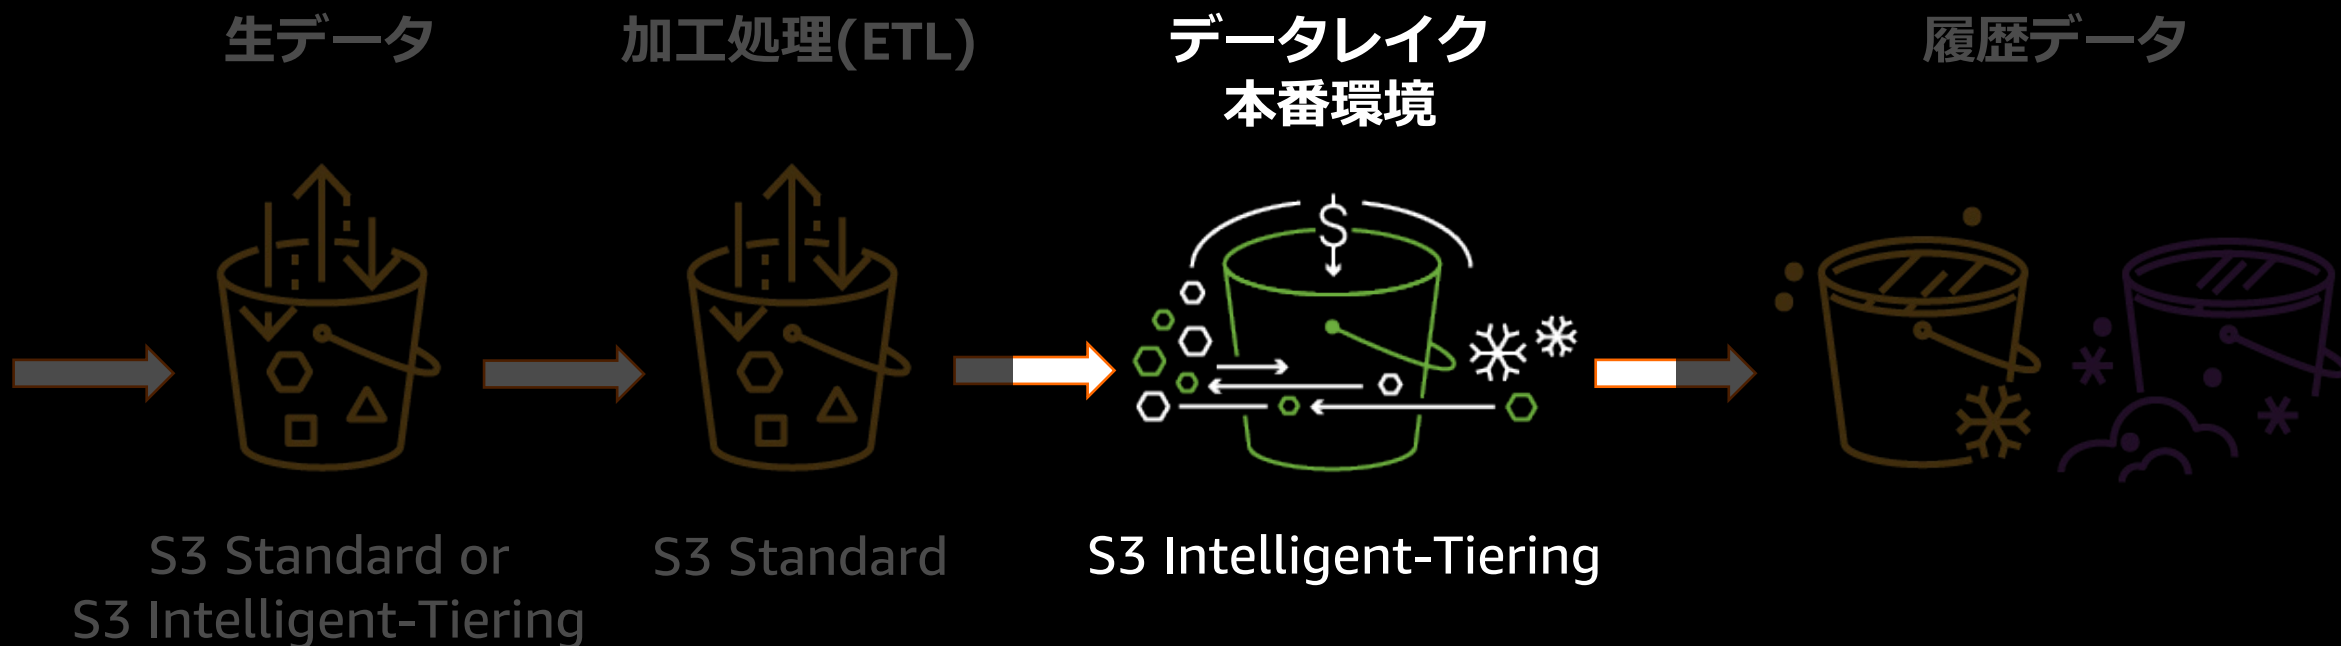 生データ
加工処理(ETL)
データレイク
本番環境
履歴データ
$
S3 Standard or
S3 Intelligent-Tiering
S3 Standard
S3 Intelligent-Tiering